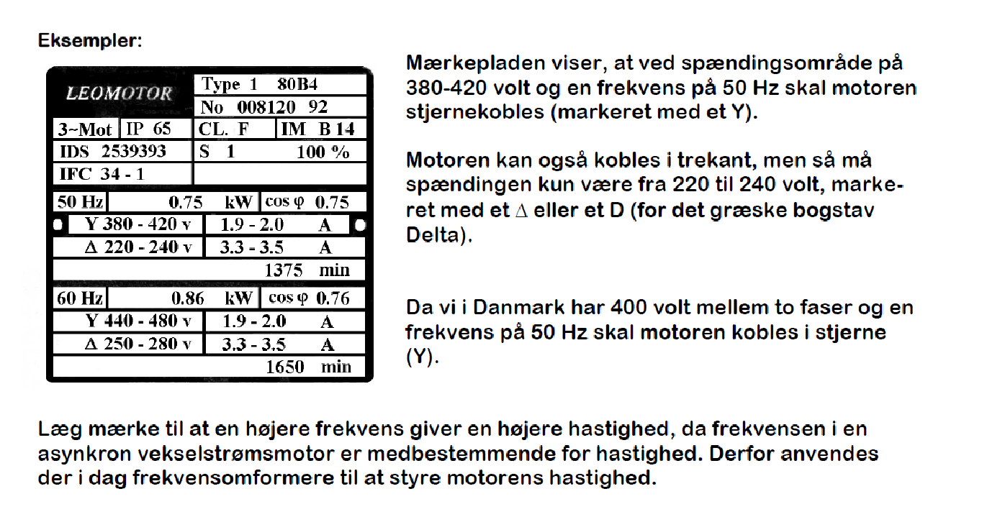 Eksempler:
LEOMOTOR
Type 1 80B4
No 008120 92
3~Mot IP 65 CL. F IM B 14
IDS 2539393 S 1 100 %
IFC 34 - 1
50 Hz 0.75 kW cos φ 0.75
Y 380 - 420 v 1.9 - 2.0 A
Δ 220 - 240 v 3.3 - 3.5 A
1375 min
60 Hz 0.86 kW cos φ 0.76
Y 440 - 480 v 1.9 - 2.0 A
Δ 250 - 280 v 3.3 - 3.5 A
1650 min
Mærkepladen viser, at ved spændingsområde på
380-420 volt og en frekvens på 50 Hz skal motoren
stjernekobles (markeret med et Y).
Motoren kan også kobles i trekant, men så må
spændingen kun være fra 220 til 240 volt, marke-
ret med et Δ eller et D (for det græske bogstav
Delta).
Da vi i Danmark har 400 volt mellem to faser og en
frekvens på 50 Hz skal motoren kobles i stjerne
(Y).
Læg mærke til at en højere frekvens giver en højere hastighed, da frekvensen i en
asynkron vekselstrømsmotor er medbestemmende for hastighed. Derfor anvendes
der i dag frekvensomformere til at styre motorens hastighed.